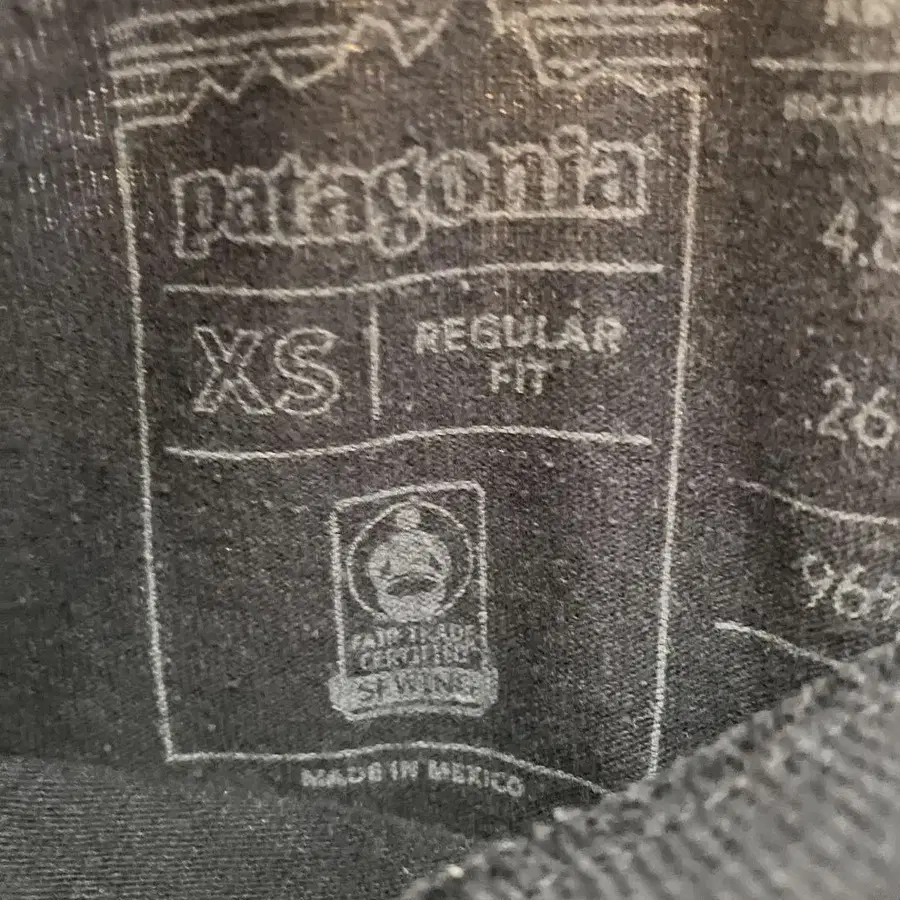 patagonia
XS
REGULAR
FIT
FAIR TRADE
CERTIFIED
SEWING
MADE IN MEXICO